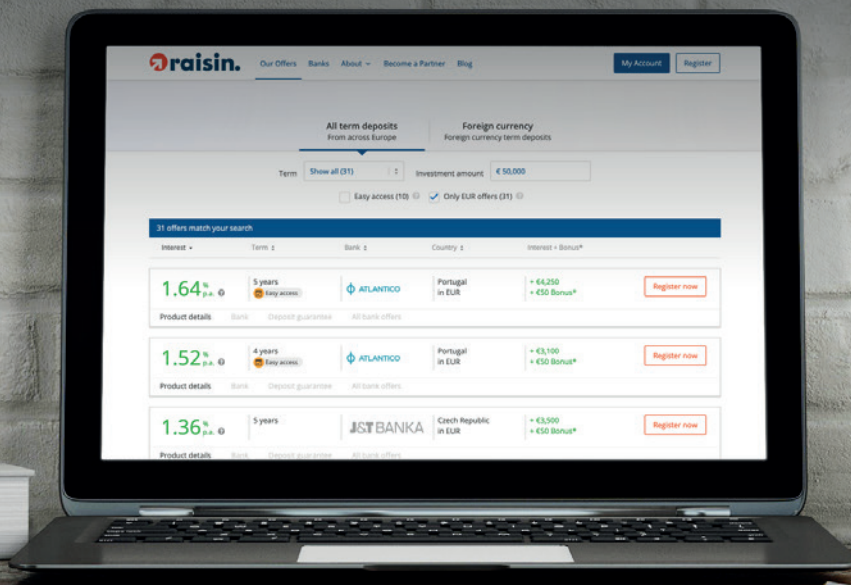 raisin. Our Offers Banks About Become a Partner Blog My Account Register
All term deposits Foreign currency
From across Europe Foreign currency term deposits
Term Show all (31) Investment amount € 50,000
Easy access (10) Only EUR offers (31)
31 offers match your search
Interest Term Bank Country Interest + Bonus*
1.64 % p.a. 5 years Easy access ATLANTICO Portugal in EUR + €4,250 + €50 Bonus* Register now
Product details Bank Deposit guarantee All bank offers
1.52 % p.a. 4 years Easy access ATLANTICO Portugal in EUR + €3,100 + €50 Bonus* Register now
Product details Bank Deposit guarantee All bank offers
1.36 % p.a. 5 years J&T BANKA Czech Republic in EUR + €3,500 + €50 Bonus* Register now
Product details Bank Deposit guarantee All bank offers